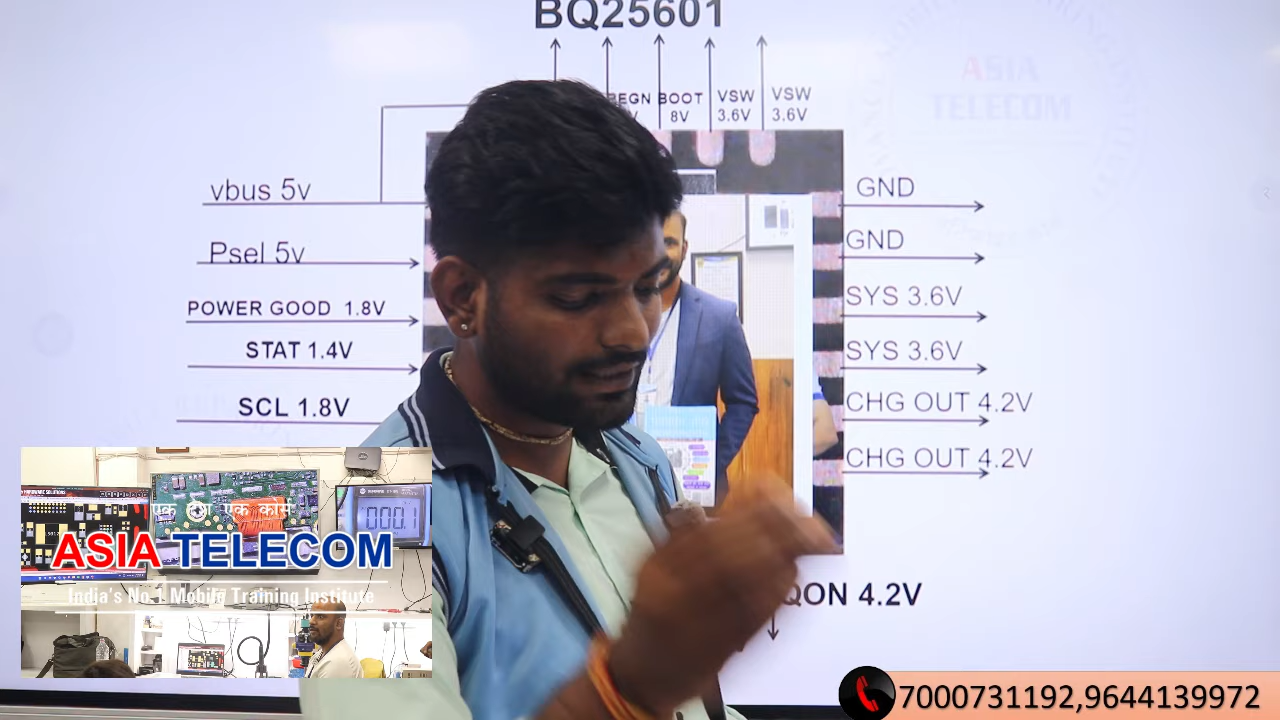 BQ25601
REGN BOOT VSW VSW
V 8V 3.6V 3.6V
ASIA
TELECOM
vbus 5v
Psel 5v
POWER GOOD 1.8V
STAT 1.4V
SCL 1.8V
GND
GND
SYS 3.6V
SYS 3.6V
CHG OUT 4.2V
CHG OUT 4.2V
QON 4.2V
000.1
ASIA TELECOM
India's No.1 Mobile Training Institute
7000731192,9644139972